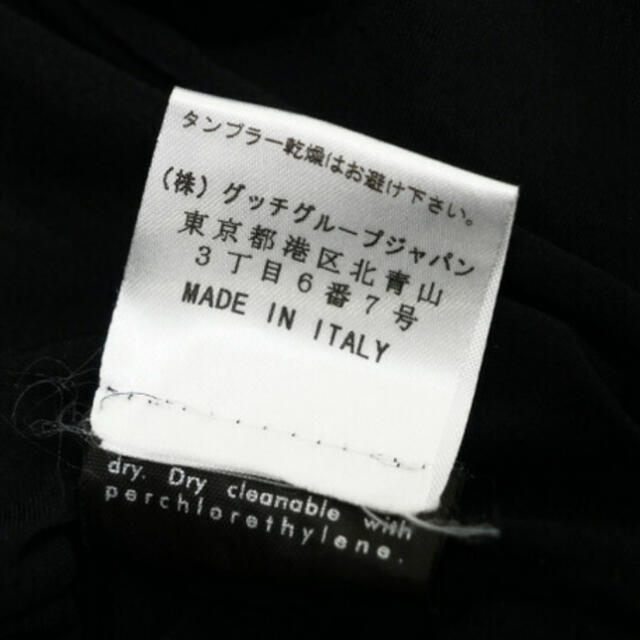 タンブラー乾燥はお避け下さい。
(株)グッチグループジャパン
東京都港区北青山
3丁目6番7号
MADE IN ITALY
dry. Dry cleanable with
perchlorethylene.